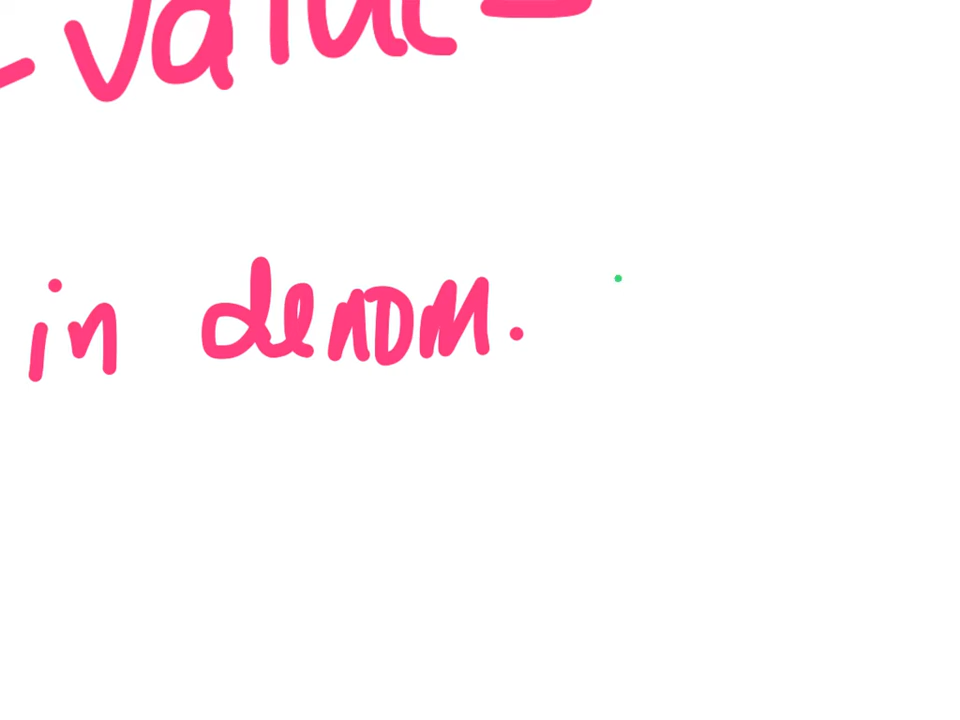 -value =
in denom.